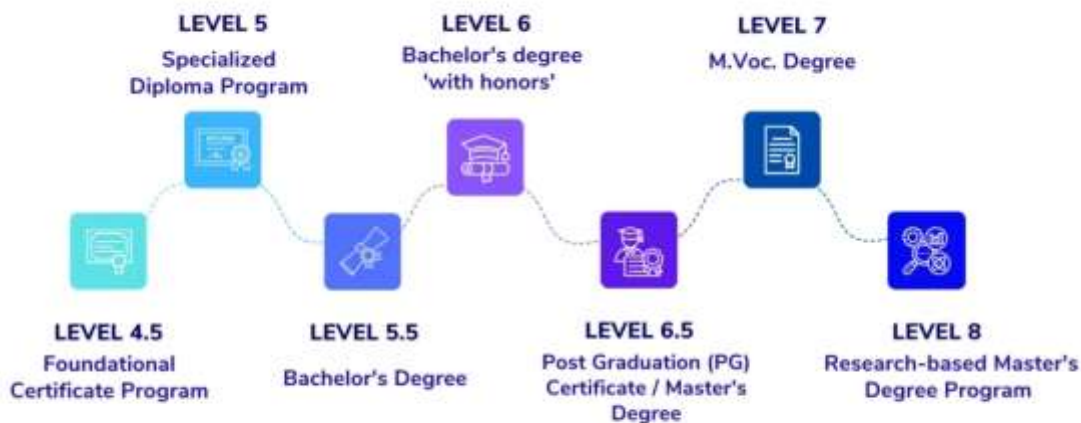 LEVEL 5
Specialized
Diploma Program
LEVEL 6
Bachelor's degree
'with honors'
LEVEL 7
M.Voc. Degree
LEVEL 4.5
Foundational
Certificate Program
LEVEL 5.5
Bachelor's Degree
LEVEL 6.5
Post Graduation (PG)
Certificate / Master's
Degree
LEVEL 8
Research-based Master's
Degree Program